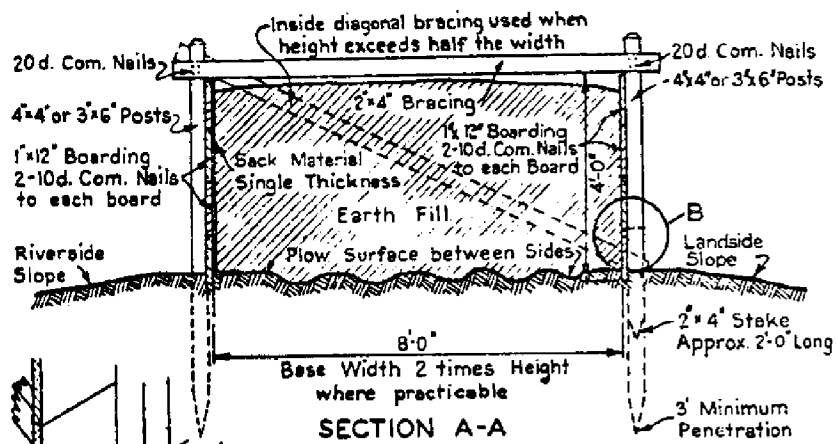 Inside diagonal bracing used when
height exceeds half the width
20d. Com. Nails
4"x4" or 3"x6" Posts
1"x12" Boarding
2-10d. Com. Nails
to each board
2"x4" Bracing
Sack Material
Single Thickness
Earth Fill
1"x12" Boarding
2-10d. Com. Nails
to each Board
4'-0"
20d. Com. Nails
4"x4" or 3"x6" Posts
B
Riverside
Slope
Plow Surface between Sides
Landside
Slope
8'-0"
Base Width 2 times Height
where practicable
2"x4" Stake
Approx. 2'-0" Long
3' Minimum
Penetration
SECTION A-A